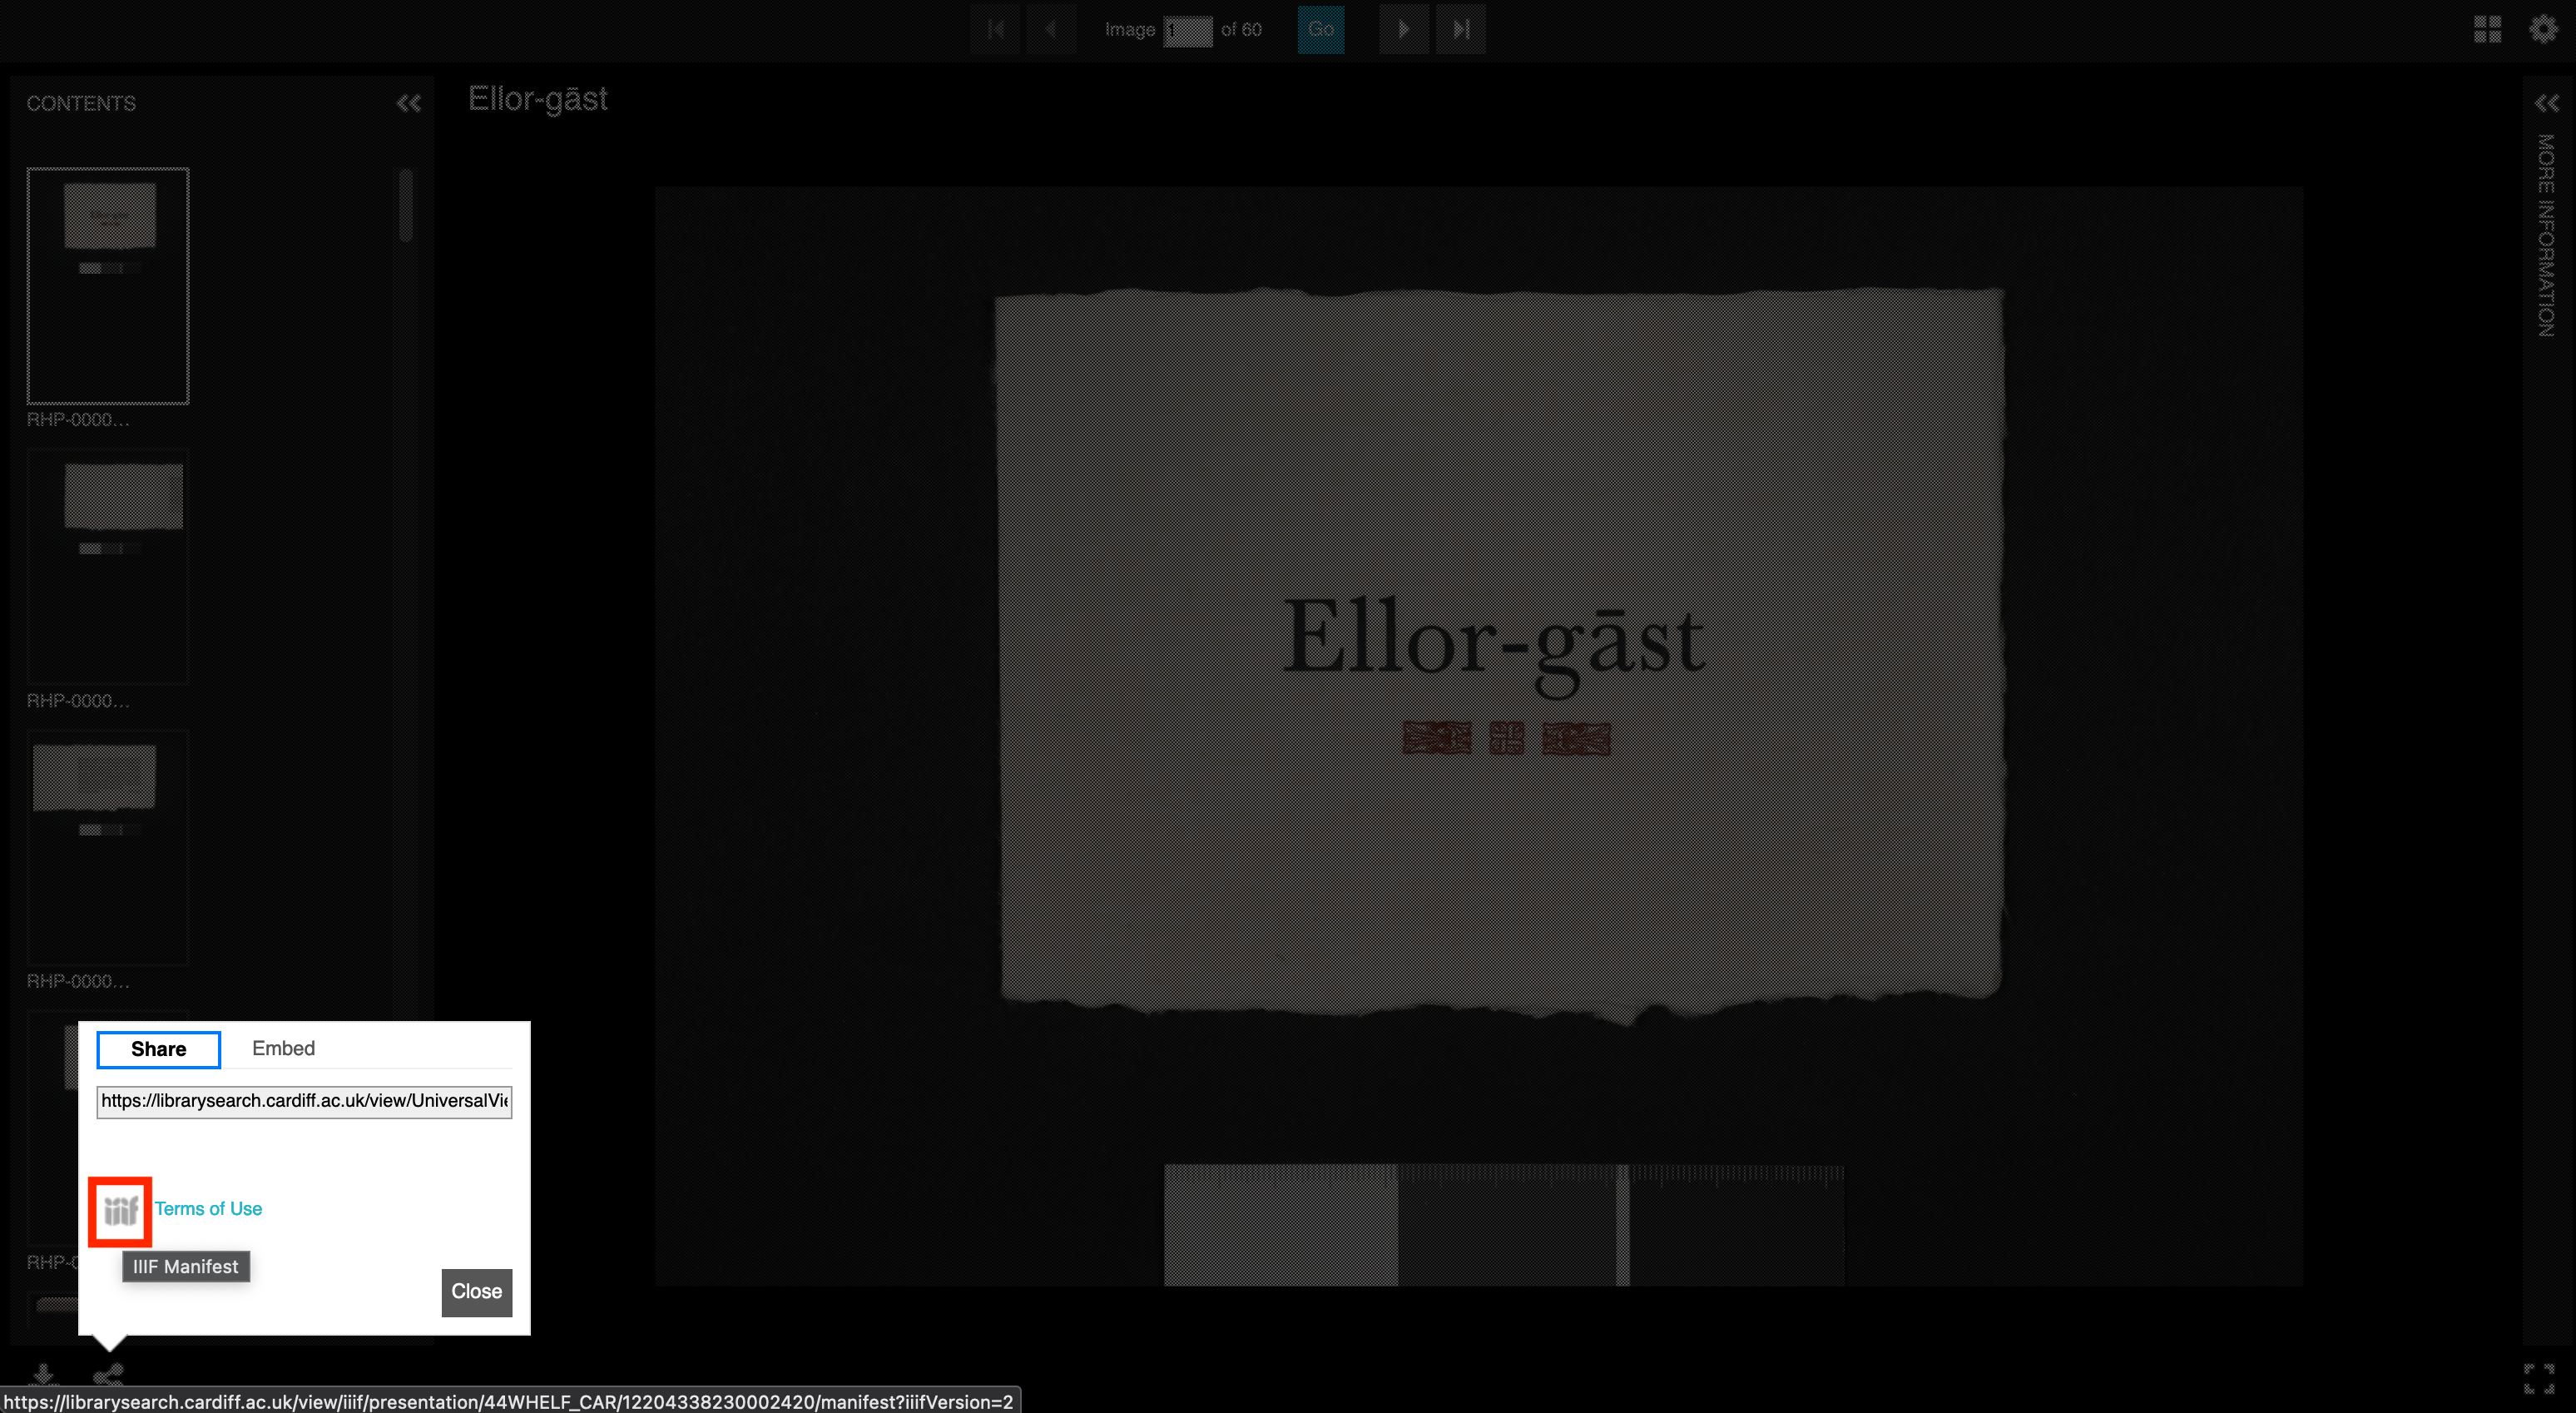 Image 1 of 60 Go
CONTENTS
Ellor-gāst
MORE INFORMATION
RHP-0000...
RHP-0000...
RHP-0000...
Ellor-gāst
Share Embed
https://librarysearch.cardiff.ac.uk/view/UniversalVie
iiif Terms of Use
RHP-0
IIIF Manifest
Close
https://librarysearch.cardiff.ac.uk/view/iiif/presentation/44WHELF_CAR/12204338230002420/manifest?iiifVersion=2